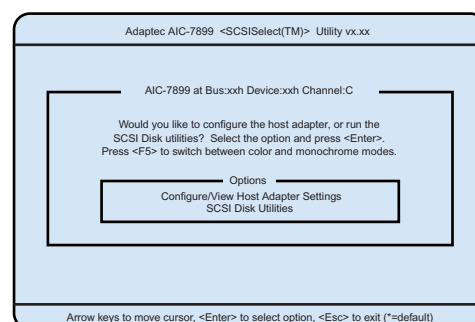 Adaptec AIC-7899 <SCSISelect(TM)> Utility vx.xx
AIC-7899 at Bus:xxh Device:xxh Channel:C
Would you like to configure the host adapter, or run the
SCSI Disk utilities? Select the option and press <Enter>.
Press <F5> to switch between color and monochrome modes.
Options
Configure/View Host Adapter Settings
SCSI Disk Utilities
Arrow keys to move cursor, <Enter> to select option, <Esc> to exit (*=default)